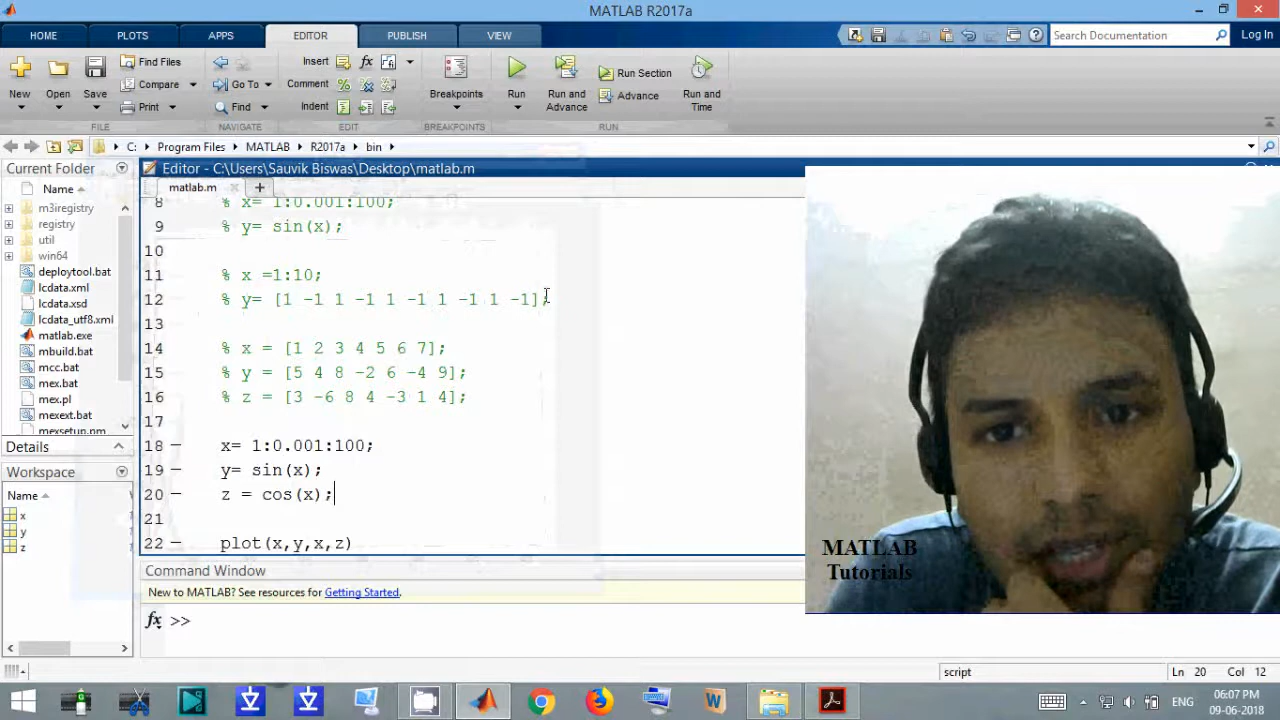 MATLAB R2017a
HOME PLOTS APPS EDITOR PUBLISH VIEW
Search Documentation Log In
New Open Save Find Files Compare Print
Go To Find
Insert Comment Indent
Breakpoints
Run Run and Advance Run Section Advance Run and Time
FILE NAVIGATE EDIT BREAKPOINTS RUN
C: Program Files MATLAB R2017a bin
Current Folder
Name
m3iregistry
registry
util
win64
deploytool.bat
lcdata.xml
lcdata.xsd
lcdata_utf8.xml
matlab.exe
mbuild.bat
mcc.bat
mex.bat
mex.pl
mexext.bat
mexsetup.pm
Details
Workspace
Name
x
y
z
Editor - C:\Users\Sauvik Biswas\Desktop\matlab.m
matlab.m
8 % x= 1:0.001:100;
9 % y= sin(x);
10
11 % x =1:10;
12 % y= [1 -1 1 -1 1 -1 1 -1 1 -1];
13
14 % x = [1 2 3 4 5 6 7];
15 % y = [5 4 8 -2 6 -4 9];
16 % z = [3 -6 8 4 -3 1 4];
17
18 x= 1:0.001:100;
19 y= sin(x);
20 z = cos(x);
21
22 plot(x,y,x,z)
Command Window
New to MATLAB? See resources for Getting Started.
fx >>
MATLAB
Tutorials
script Ln 20 Col 12
ENG
06:07 PM
09-06-2018